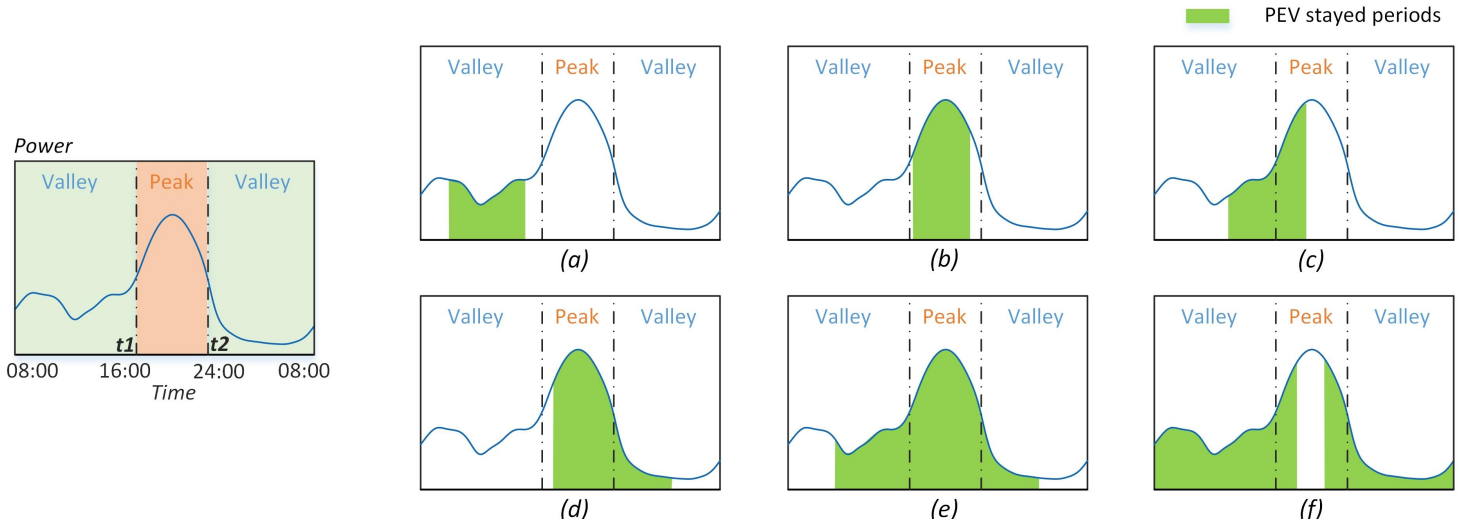 PEV stayed periods
Power
Valley Peak Valley
t1 t2
08:00 16:00 24:00 08:00
Time
Valley Peak Valley
(a)
Valley Peak Valley
(b)
Valley Peak Valley
(c)
Valley Peak Valley
(d)
Valley Peak Valley
(e)
Valley Peak Valley
(f)